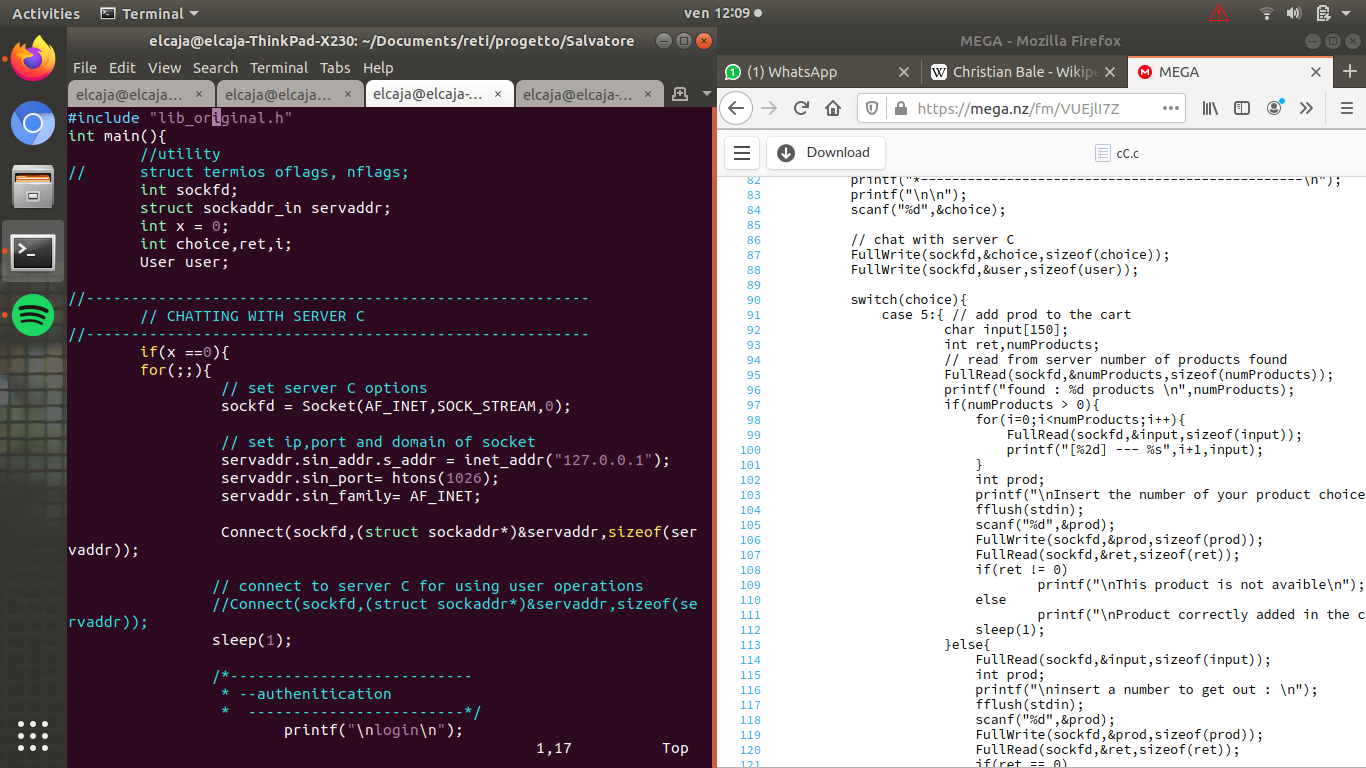 Activities Terminal ven 12:09
elcaja@elcaja-ThinkPad-X230: ~/Documents/reti/progetto/Salvatore
File Edit View Search Terminal Tabs Help
elcaja@elcaja... elcaja@elcaja... elcaja@elcaja-... elcaja@elcaja-...
#include "lib_original.h"
int main(){
//utility
// struct termios oflags, nflags;
int sockfd;
struct sockaddr_in servaddr;
int x = 0;
int choice,ret,i;
User user;
//--------------------------------------------------------
// CHATTING WITH SERVER C
//--------------------------------------------------------
if(x ==0){
for(;;){
// set server C options
sockfd = Socket(AF_INET,SOCK_STREAM,0);
// set ip,port and domain of socket
servaddr.sin_addr.s_addr = inet_addr("127.0.0.1");
servaddr.sin_port= htons(1026);
servaddr.sin_family= AF_INET;
Connect(sockfd,(struct sockaddr*)&servaddr,sizeof(ser
vaddr));
// connect to server C for using user operations
//Connect(sockfd,(struct sockaddr*)&servaddr,sizeof(se
rvaddr));
sleep(1);
/*---------------------------
* --authenitication
* ------------------------*/
printf("\nlogin\n");
1,17 Top
MEGA - Mozilla Firefox
(1) WhatsApp Christian Bale - Wikipe MEGA
https://mega.nz/fm/VUEjlI7Z
Download cC.c
82 printf("*-------------------------------------------------\n");
83 printf("\n\n");
84 scanf("%d",&choice);
85
86 // chat with server C
87 FullWrite(sockfd,&choice,sizeof(choice));
88 FullWrite(sockfd,&user,sizeof(user));
89
90 switch(choice){
91 case 5:{ // add prod to the cart
92 char input[150];
93 int ret,numProducts;
94 // read from server number of products found
95 FullRead(sockfd,&numProducts,sizeof(numProducts));
96 printf("found : %d products \n",numProducts);
97 if(numProducts > 0){
98 for(i=0;i<numProducts;i++){
99 FullRead(sockfd,&input,sizeof(input));
100 printf("[%2d] --- %s",i+1,input);
101 }
102 int prod;
103 printf("\nInsert the number of your product choice
104 fflush(stdin);
105 scanf("%d",&prod);
106 FullWrite(sockfd,&prod,sizeof(prod));
107 FullRead(sockfd,&ret,sizeof(ret));
108 if(ret != 0)
109 printf("\nThis product is not avaible\n");
110 else
111 printf("\nProduct correctly added in the c
112 sleep(1);
113 }else{
114 FullRead(sockfd,&input,sizeof(input));
115 int prod;
116 printf("\ninsert a number to get out : \n");
117 fflush(stdin);
118 scanf("%d",&prod);
119 FullWrite(sockfd,&prod,sizeof(prod));
120 FullRead(sockfd,&ret,sizeof(ret));
121 if(ret == 0)